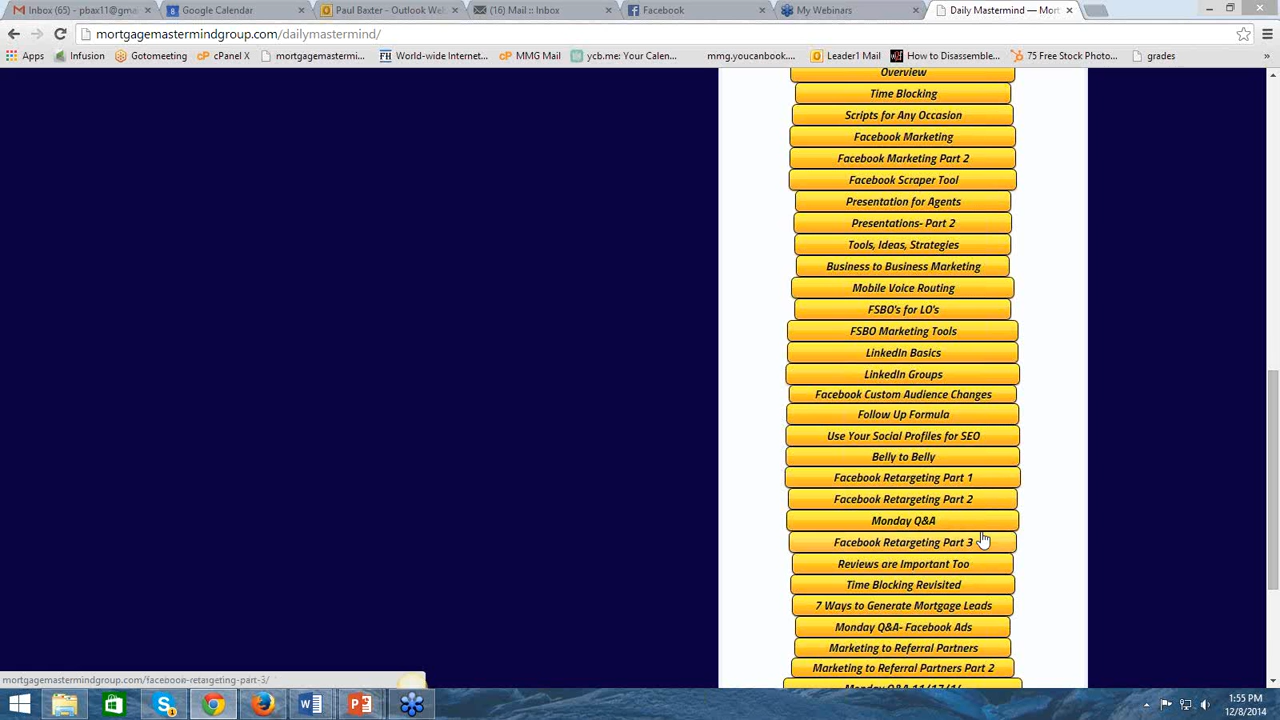 Inbox (65) - pbax11@gma
Google Calendar
Paul Baxter - Outlook Web
(16) Mail :: Inbox
Facebook
My Webinars
Daily Mastermind — Mort
mortgagemastermindgroup.com/dailymastermind/
Apps
Infusion
Gotomeeting
cPanel X
mortgagemastermi...
World-wide Internet...
MMG Mail
ycb.me: Your Calen...
mmg.youcanbook...
Leader1 Mail
How to Disassemble...
75 Free Stock Photo...
grades
»
Overview
Time Blocking
Scripts for Any Occasion
Facebook Marketing
Facebook Marketing Part 2
Facebook Scraper Tool
Presentation for Agents
Presentations- Part 2
Tools, Ideas, Strategies
Business to Business Marketing
Mobile Voice Routing
FSBO's for LO's
FSBO Marketing Tools
LinkedIn Basics
LinkedIn Groups
Facebook Custom Audience Changes
Follow Up Formula
Use Your Social Profiles for SEO
Belly to Belly
Facebook Retargeting Part 1
Facebook Retargeting Part 2
Monday Q&A
Facebook Retargeting Part 3
Reviews are Important Too
Time Blocking Revisited
7 Ways to Generate Mortgage Leads
Monday Q&A- Facebook Ads
Marketing to Referral Partners
Marketing to Referral Partners Part 2
Monday Q&A 11/17/14
mortgagemastermindgroup.com/facebook-retargeting-part-3/
1:55 PM
12/8/2014